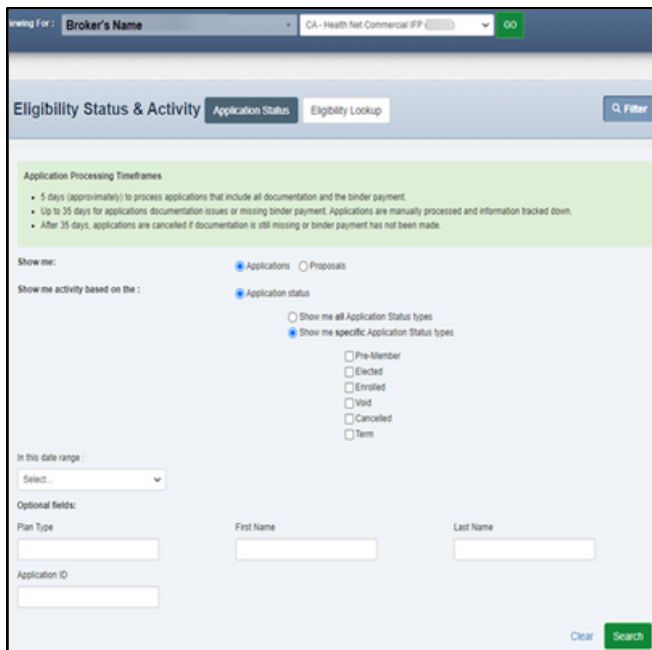 ewing For : Broker's Name CA - Health Net Commercial IFP ( ) GO
Eligibility Status & Activity Application Status Eligibility Lookup Filter
Application Processing Timeframes
• 5 days (approximately) to process applications that include all documentation and the binder payment.
• Up to 35 days for applications documentation issues or missing binder payment. Applications are manually processed and information tracked down.
• After 35 days, applications are cancelled if documentation is still missing or binder payment has not been made.
Show me: Applications Proposals
Show me activity based on the : Application status
Show me all Application Status types
Show me specific Application Status types
Pre-Member
Elected
Enrolled
Void
Cancelled
Term
In this date range :
Select...
Optional fields:
Plan Type First Name Last Name
Application ID
Clear Search